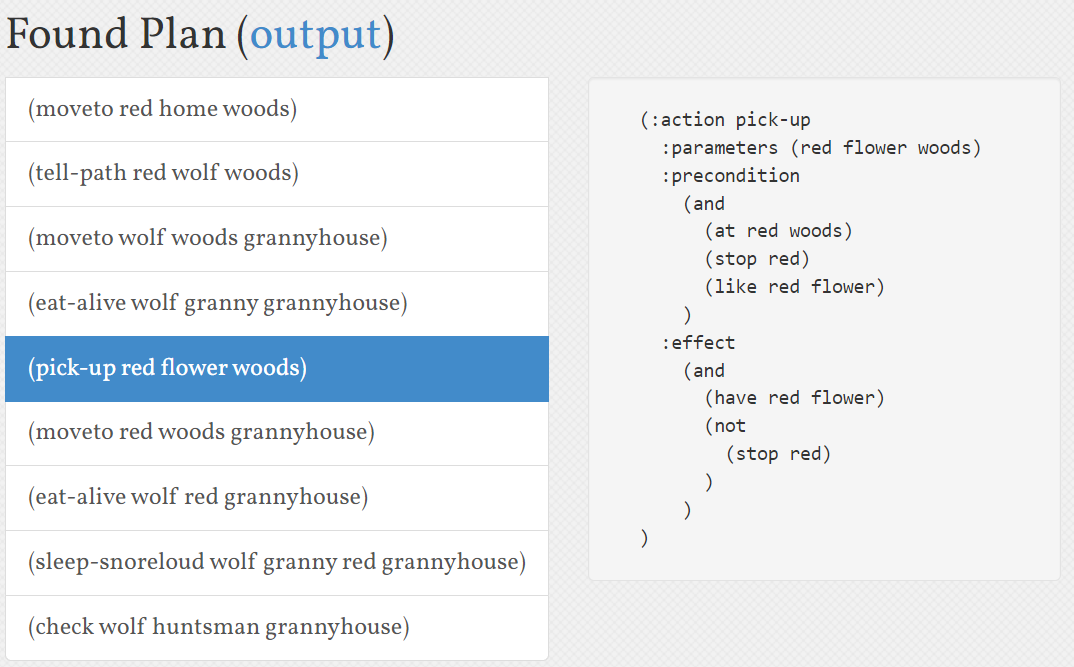 Found Plan (output)
(moveto red home woods)
(tell-path red wolf woods)
(moveto wolf woods grannyhouse)
(eat-alive wolf granny grannyhouse)
(pick-up red flower woods)
(moveto red woods grannyhouse)
(eat-alive wolf red grannyhouse)
(sleep-snoreloud wolf granny red grannyhouse)
(check wolf huntsman grannyhouse)
(:action pick-up
  :parameters (red flower woods)
  :precondition
    (and
      (at red woods)
      (stop red)
      (like red flower)
    )
  :effect
    (and
      (have red flower)
      (not
        (stop red)
      )
    )
)